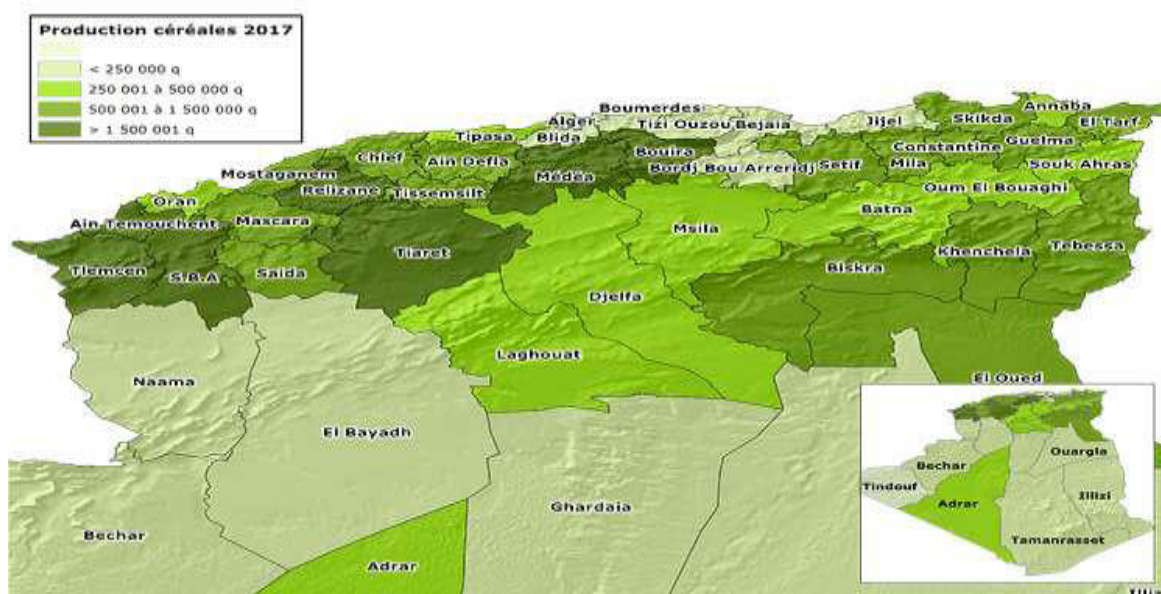 Production céréales 2017
< 250 000 q
250 001 à 500 000 q
500 001 à 1 500 000 q
> 1 500 001 q
Boumerdes
Annaba
Alger
Tizi Ouzou
Bejaia
Jijel
Skikda
El Tarf
Tipasa
Blida
Constantine
Guelma
Chlef
Ain Defla
Bouira
Setif
Mila
Souk Ahras
Mostaganem
Relizane
Tissemsilt
Médéa
Bordj Bou Arreridj
Oum El Bouaghi
Oran
Batna
Ain Temouchent
Mascara
Msila
Tlemcen
S.B.A
Saida
Tiaret
Khenchela
Tebessa
Biskra
Djelfa
Laghouat
Naama
El Oued
El Bayadh
Ghardaia
Bechar
Adrar
Ouargla
Bechar
Tindouf
Illizi
Adrar
Tamanrasset